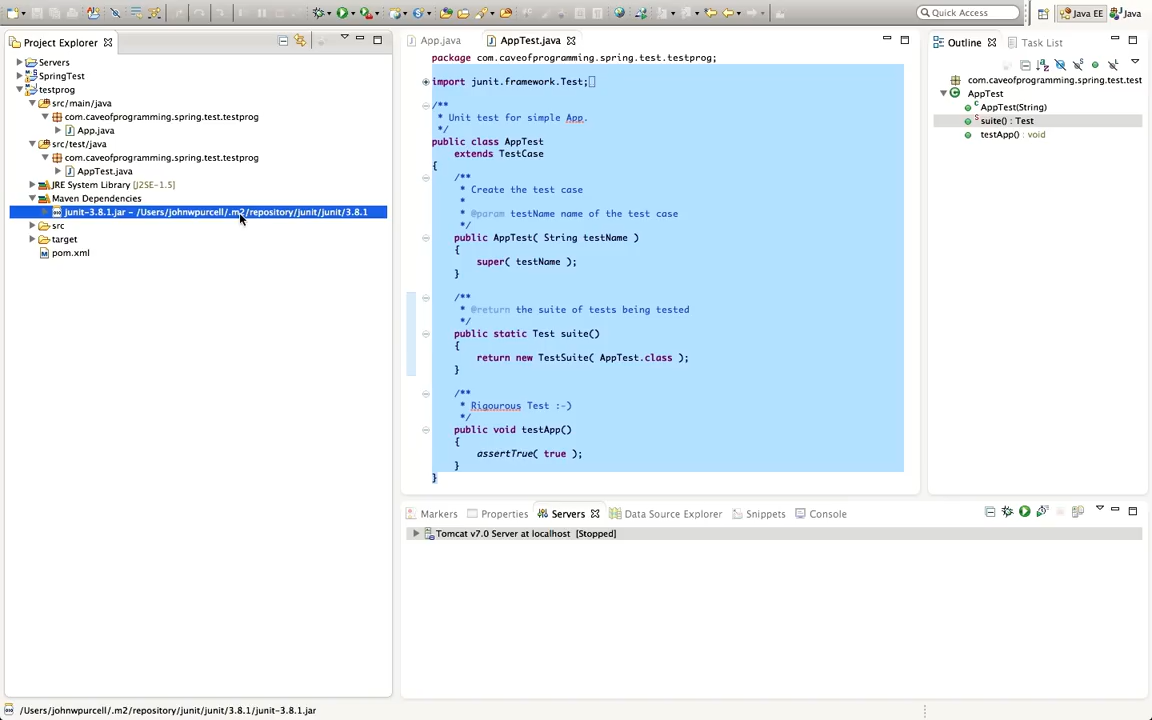 Quick Access
Java EE
Java
Project Explorer
Servers
SpringTest
testprog
src/main/java
com.caveofprogramming.spring.test.testprog
App.java
src/test/java
com.caveofprogramming.spring.test.testprog
AppTest.java
JRE System Library [J2SE-1.5]
Maven Dependencies
junit-3.8.1.jar - /Users/johnwpurcell/.m2/repository/junit/junit/3.8.1
src
target
pom.xml
App.java
AppTest.java
package com.caveofprogramming.spring.test.testprog;
import junit.framework.Test;
/**
* Unit test for simple App.
*/
public class AppTest
extends TestCase
{
/**
* Create the test case
*
* @param testName name of the test case
*/
public AppTest( String testName )
{
super( testName );
}
/**
* @return the suite of tests being tested
*/
public static Test suite()
{
return new TestSuite( AppTest.class );
}
/**
* Rigourous Test :-)
*/
public void testApp()
{
assertTrue( true );
}
}
Outline
Task List
com.caveofprogramming.spring.test.test
AppTest
AppTest(String)
suite() : Test
testApp() : void
Markers
Properties
Servers
Data Source Explorer
Snippets
Console
Tomcat v7.0 Server at localhost [Stopped]
/Users/johnwpurcell/.m2/repository/junit/junit/3.8.1/junit-3.8.1.jar